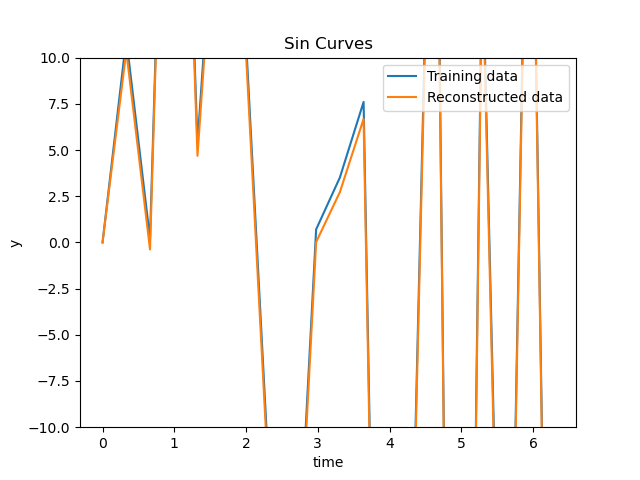 Sin Curves
Training data
Reconstructed data
y
10.0
7.5
5.0
2.5
0.0
−2.5
−5.0
−7.5
−10.0
0 1 2 3 4 5 6
time